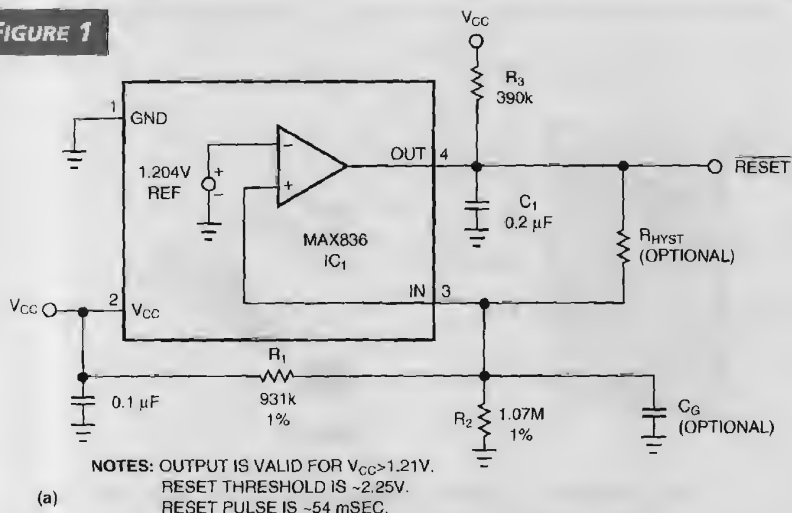 FIGURE 1
VCC
R3
390k
1
GND
1.204V
REF
+
−
−
+
OUT
4
RESET
C1
0.2 µF
RHYST
(OPTIONAL)
MAX836
IC1
IN
3
VCC
2
VCC
R1
931k
1%
0.1 µF
R2
1.07M
1%
CG
(OPTIONAL)
NOTES: OUTPUT IS VALID FOR VCC>1.21V.
RESET THRESHOLD IS ~2.25V.
RESET PULSE IS ~54 mSEC.
(a)